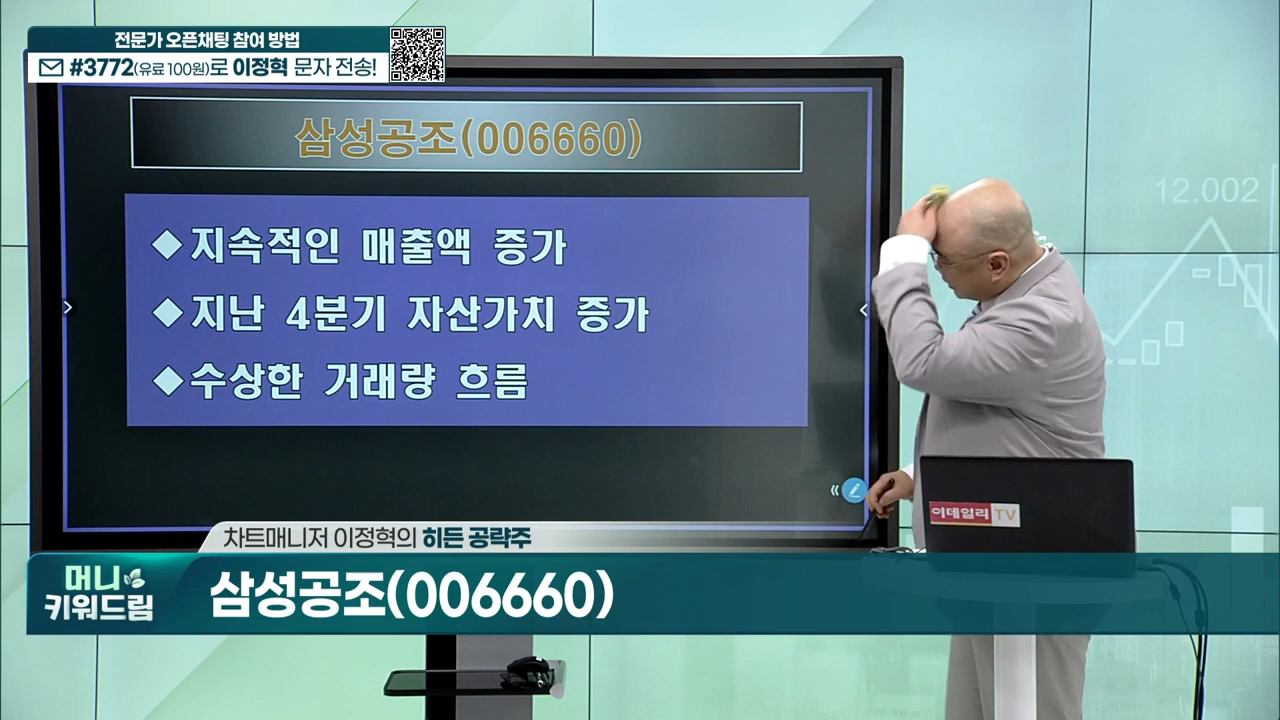 전문가 오픈채팅 참여 방법
#3772(유료 100원)로 이정혁 문자 전송!
삼성공조(006660)
◆지속적인 매출액 증가
◆지난 4분기 자산가치 증가
◆수상한 거래량 흐름
12.002
이데일리TV
차트매니저 이정혁의 히든 공략주
머니
키워드림
삼성공조(006660)